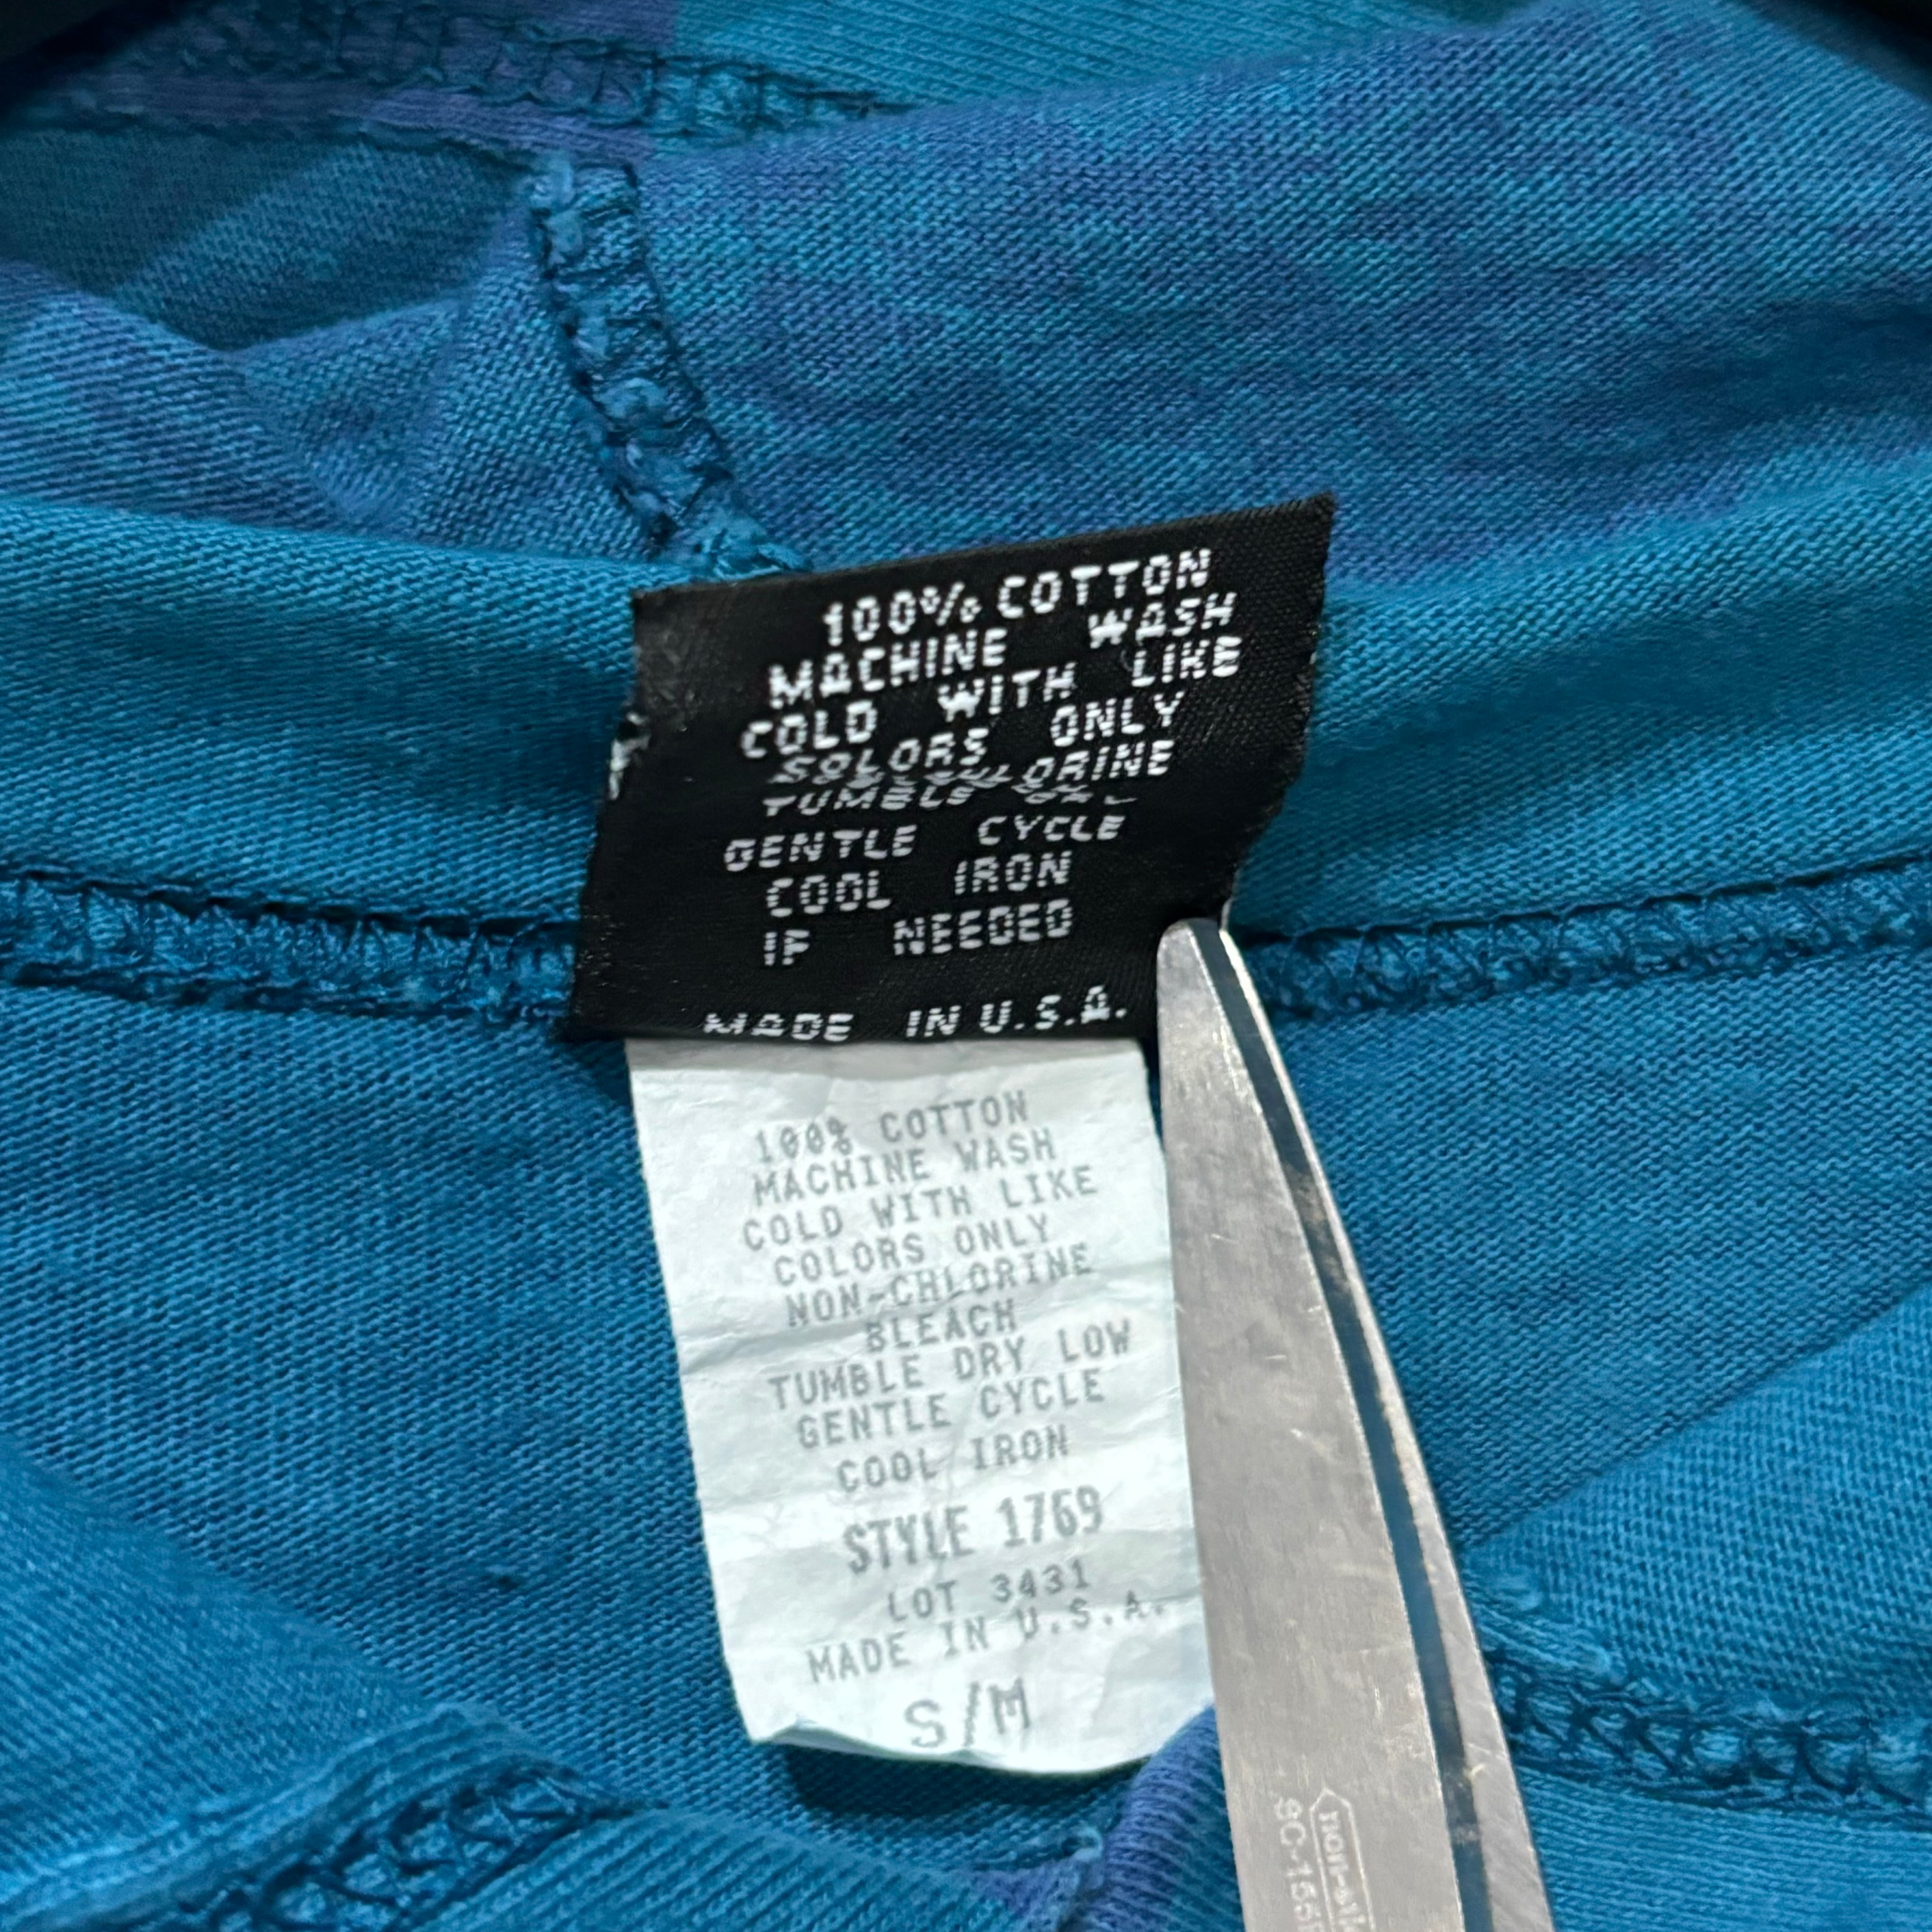 100% COTTON
MACHINE WASH
COLD WITH LIKE
COLORS ONLY
ORINE
TUMBLE
GENTLE CYCLE
COOL IRON
IF NEEDED
MADE IN U.S.A.
100% COTTON
MACHINE WASH
COLD WITH LIKE
COLORS ONLY
NON-CHLORINE
BLEACH
TUMBLE DRY LOW
GENTLE CYCLE
COOL IRON
STYLE 1769
LOT 3431
MADE IN U.S.A.
S/M